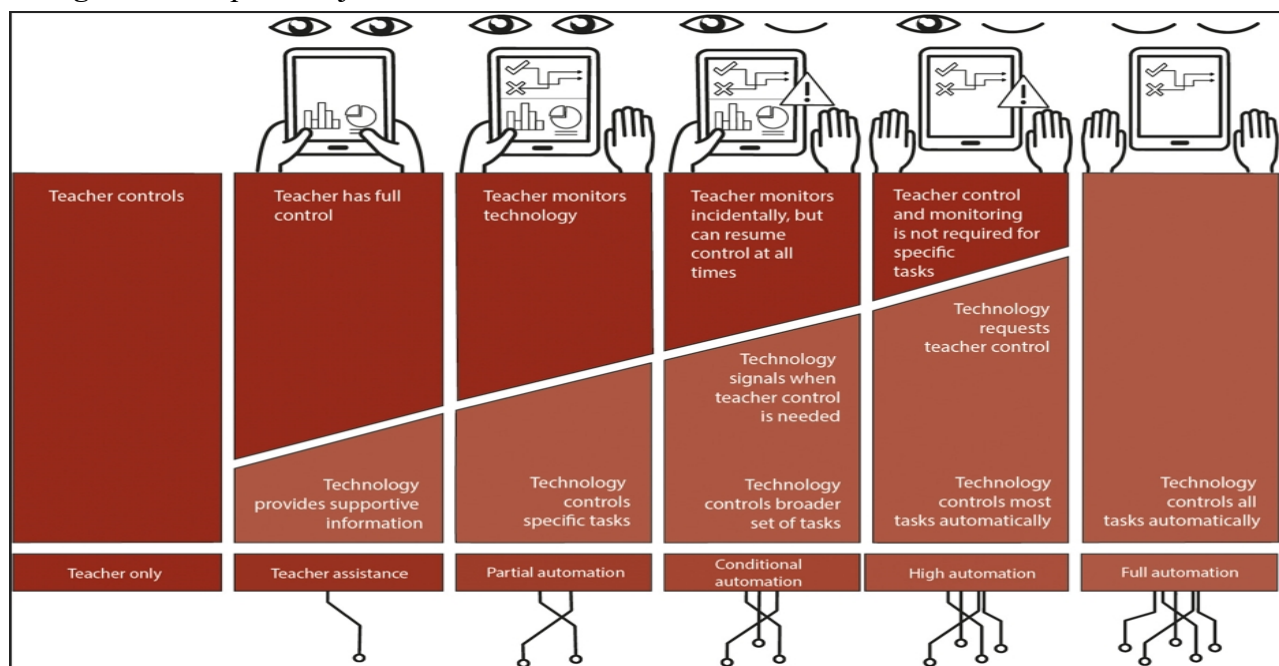 Teacher controls
Teacher has full
control
Teacher monitors
technology
Teacher monitors
incidentally, but
can resume
control at all
times
Teacher control
and monitoring
is not required for
specific
tasks
Technology
requests
teacher control
Technology
signals when
teacher control
is needed
Technology
provides supportive
information
Technology
controls
specific tasks
Technology
controls broader
set of tasks
Technology
controls most
tasks automatically
Technology
controls all
tasks automatically
Teacher only
Teacher assistance
Partial automation
Conditional
automation
High automation
Full automation